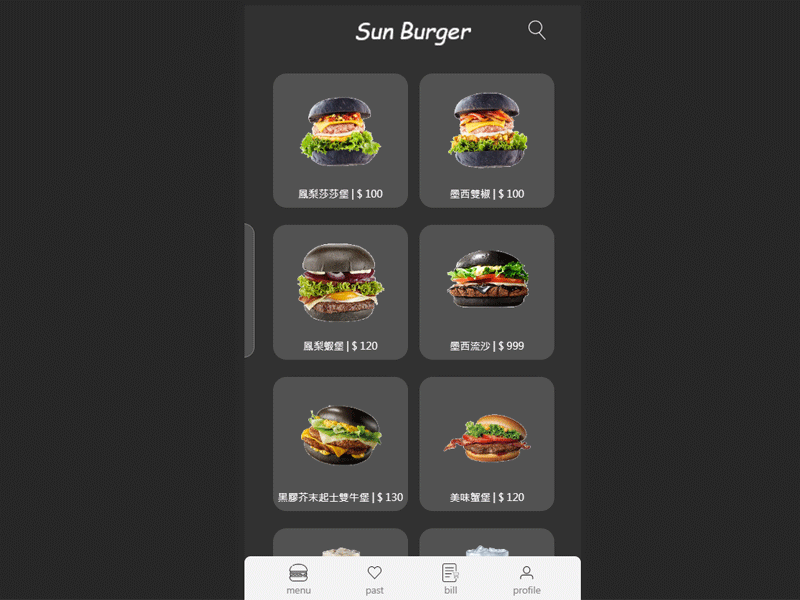 Sun Burger
鳳梨莎莎堡 | $ 100
墨西雙椒 | $ 100
鳳梨蝦堡 | $ 120
墨西流沙 | $ 999
黑膠芥末起士雙牛堡 | $ 130
美味蟹堡 | $ 120
menu
past
bill
profile